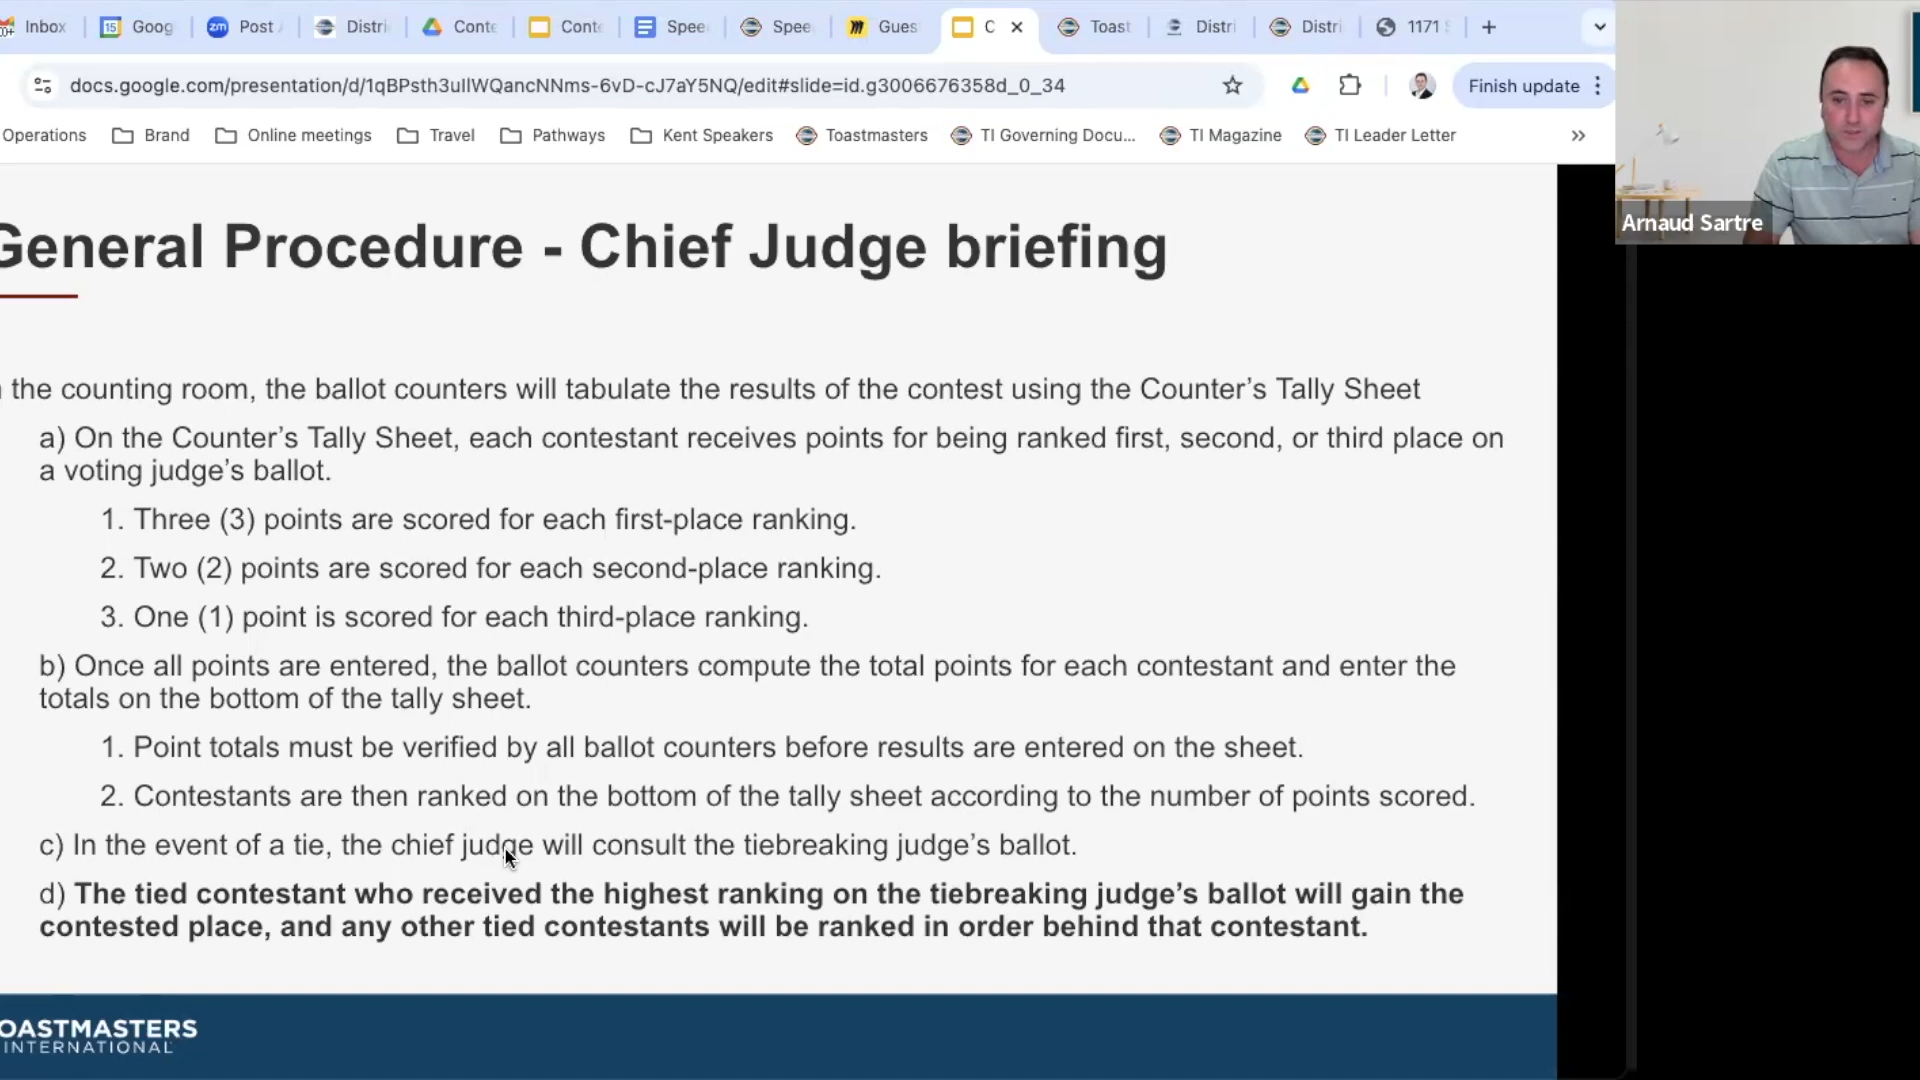 Inbox
15 Goog
zm Post
Distri
Conte
Conte
Spee
Spee
Gues
C
Toast
Distri
Distri
1171
docs.google.com/presentation/d/1qBPsth3uIlWQancNNms-6vD-cJ7aY5NQ/edit#slide=id.g3006676358d_0_34
Finish update
Operations
Brand
Online meetings
Travel
Pathways
Kent Speakers
Toastmasters
TI Governing Docu...
TI Magazine
TI Leader Letter
Arnaud Sartre
General Procedure - Chief Judge briefing
the counting room, the ballot counters will tabulate the results of the contest using the Counter’s Tally Sheet
a) On the Counter’s Tally Sheet, each contestant receives points for being ranked first, second, or third place on
a voting judge’s ballot.
1. Three (3) points are scored for each first-place ranking.
2. Two (2) points are scored for each second-place ranking.
3. One (1) point is scored for each third-place ranking.
b) Once all points are entered, the ballot counters compute the total points for each contestant and enter the
totals on the bottom of the tally sheet.
1. Point totals must be verified by all ballot counters before results are entered on the sheet.
2. Contestants are then ranked on the bottom of the tally sheet according to the number of points scored.
c) In the event of a tie, the chief judge will consult the tiebreaking judge’s ballot.
d) The tied contestant who received the highest ranking on the tiebreaking judge’s ballot will gain the
contested place, and any other tied contestants will be ranked in order behind that contestant.
OASTMASTERS
INTERNATIONAL